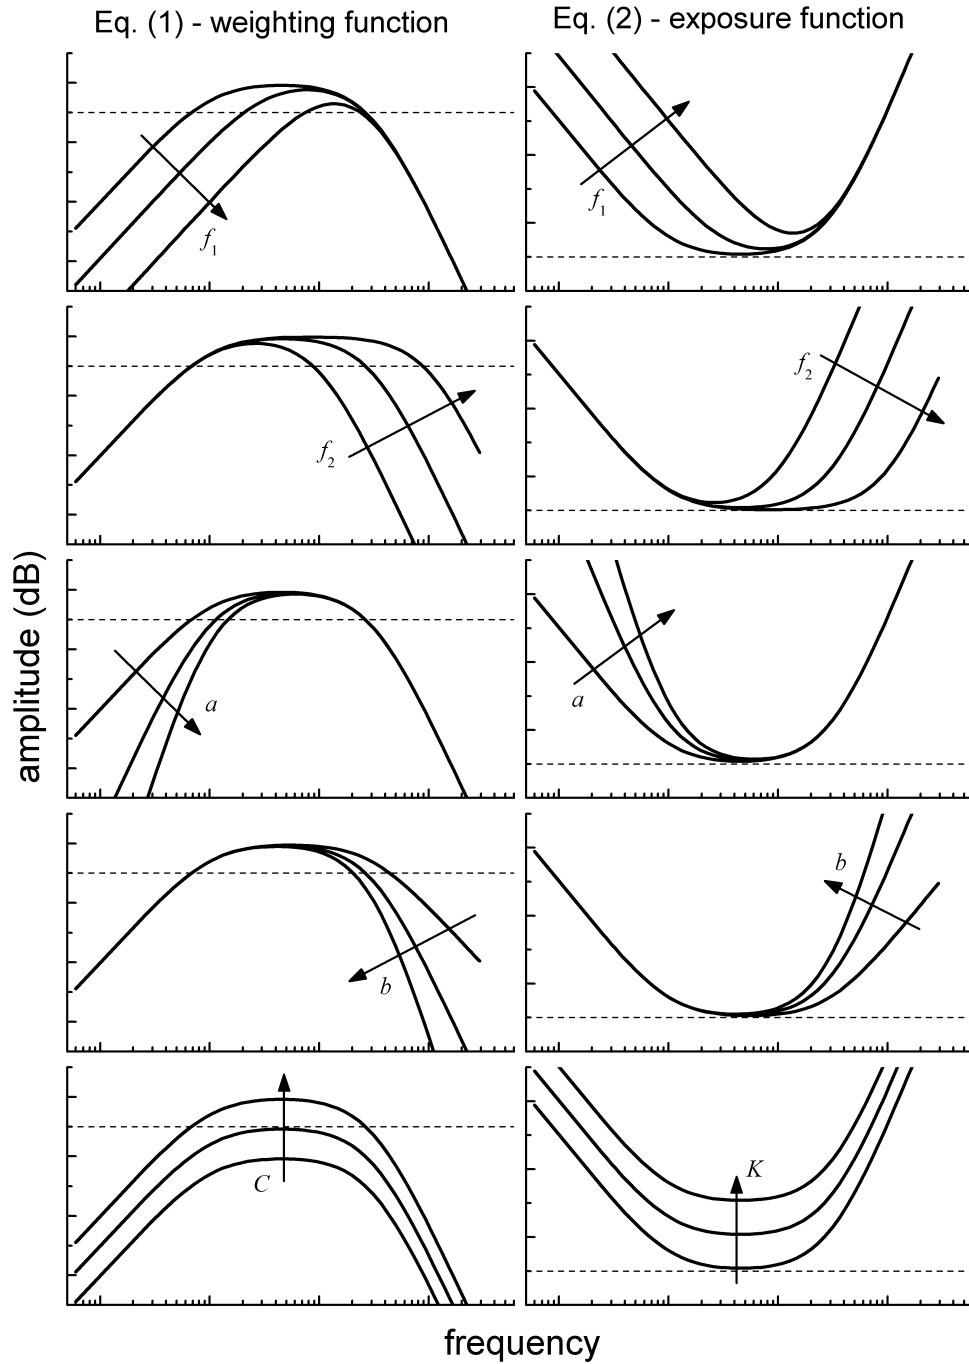 Eq. (1) - weighting function
Eq. (2) - exposure function
f1
f1
f2
f2
amplitude (dB)
a
a
b
b
C
K
frequency